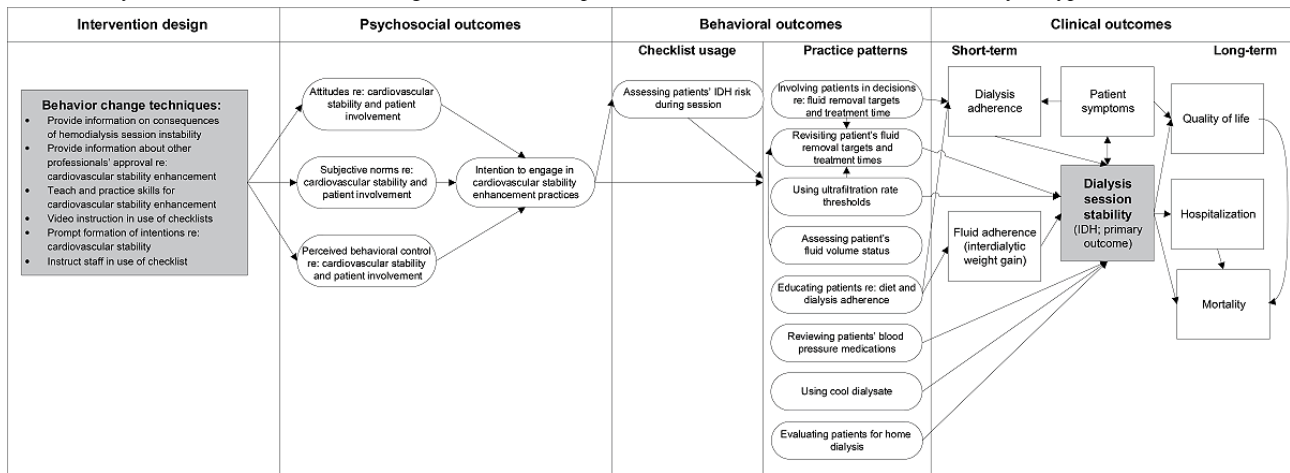 Intervention design
Psychosocial outcomes
Behavioral outcomes
Clinical outcomes
Checklist usage
Practice patterns
Short-term
Long-term
Behavior change techniques:
• Provide information on consequences
of hemodialysis session instability
• Provide information about other
professionals' approval re:
cardiovascular stability enhancement
• Teach and practice skills for
cardiovascular stability enhancement
• Video instruction in use of checklists
• Prompt formation of intentions re:
cardiovascular stability
• Instruct staff in use of checklist
Attitudes re: cardiovascular
stability and patient
involvement
Subjective norms re:
cardiovascular stability and
patient involvement
Perceived behavioral control
re: cardiovascular stability
and patient involvement
Intention to engage in
cardiovascular stability
enhancement practices
Assessing patients' IDH risk
during session
Involving patients in decisions
re: fluid removal targets
and treatment time
Revisiting patient's fluid
removal targets and
treatment times
Using ultrafiltration rate
thresholds
Assessing patient's
fluid volume status
Educating patients re: diet and
dialysis adherence
Reviewing patients' blood
pressure medications
Using cool dialysate
Evaluating patients for home
dialysis
Dialysis
adherence
Patient
symptoms
Fluid adherence
(interdialytic
weight gain)
Dialysis
session
stability
(IDH; primary
outcome)
Quality of life
Hospitalization
Mortality